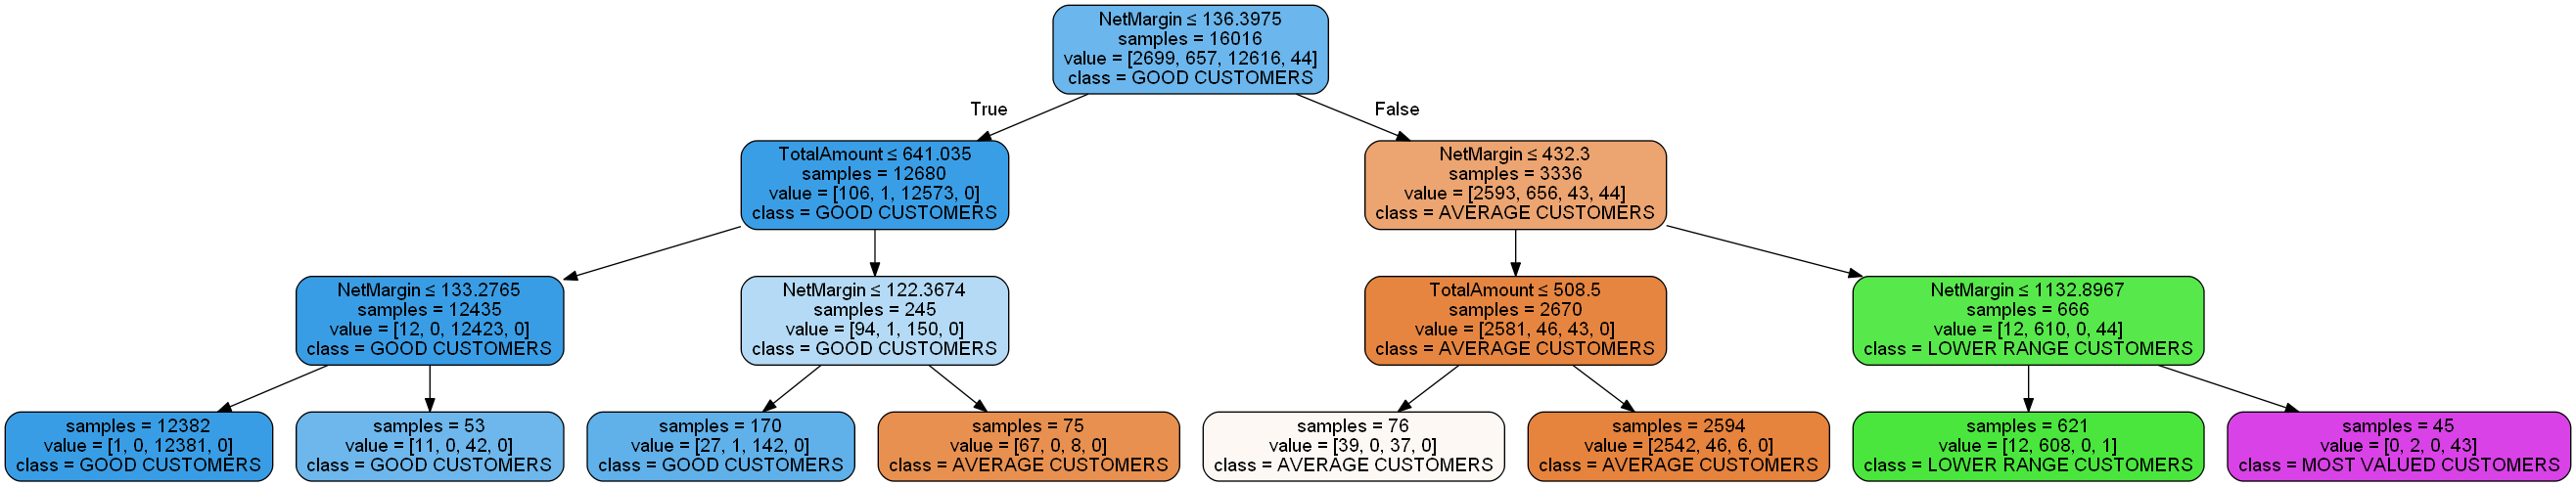 NetMargin ≤ 136.3975
samples = 16016
value = [2699, 657, 12616, 44]
class = GOOD CUSTOMERS
True
False
TotalAmount ≤ 641.035
samples = 12680
value = [106, 1, 12573, 0]
class = GOOD CUSTOMERS
NetMargin ≤ 432.3
samples = 3336
value = [2593, 656, 43, 44]
class = AVERAGE CUSTOMERS
NetMargin ≤ 133.2765
samples = 12435
value = [12, 0, 12423, 0]
class = GOOD CUSTOMERS
NetMargin ≤ 122.3674
samples = 245
value = [94, 1, 150, 0]
class = GOOD CUSTOMERS
TotalAmount ≤ 508.5
samples = 2670
value = [2581, 46, 43, 0]
class = AVERAGE CUSTOMERS
NetMargin ≤ 1132.8967
samples = 666
value = [12, 610, 0, 44]
class = LOWER RANGE CUSTOMERS
samples = 12382
value = [1, 0, 12381, 0]
class = GOOD CUSTOMERS
samples = 53
value = [11, 0, 42, 0]
class = GOOD CUSTOMERS
samples = 170
value = [27, 1, 142, 0]
class = GOOD CUSTOMERS
samples = 75
value = [67, 0, 8, 0]
class = AVERAGE CUSTOMERS
samples = 76
value = [39, 0, 37, 0]
class = AVERAGE CUSTOMERS
samples = 2594
value = [2542, 46, 6, 0]
class = AVERAGE CUSTOMERS
samples = 621
value = [12, 608, 0, 1]
class = LOWER RANGE CUSTOMERS
samples = 45
value = [0, 2, 0, 43]
class = MOST VALUED CUSTOMERS